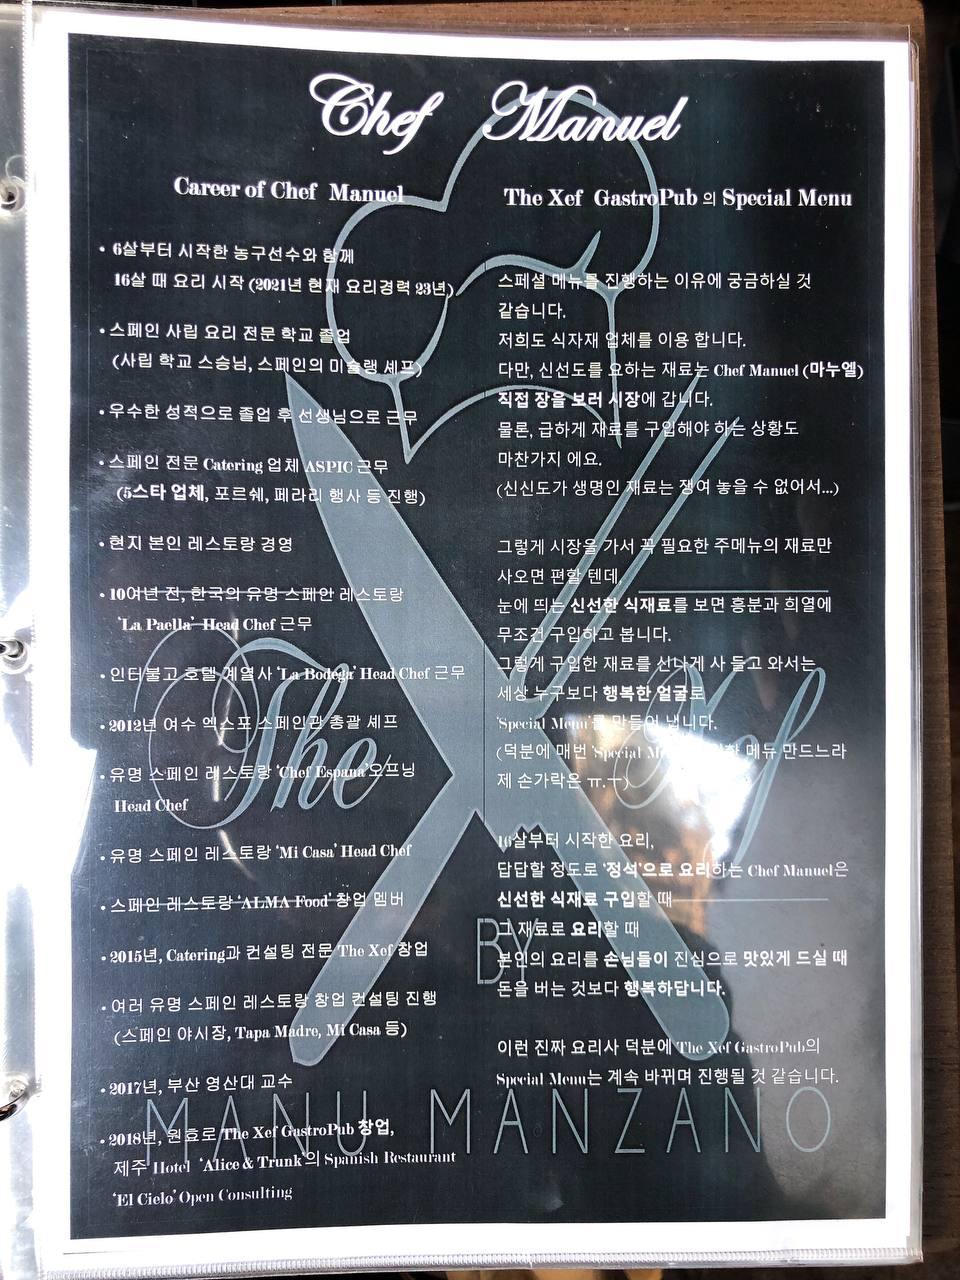 Chef Manuel
Career of Chef Manuel
• 6살부터 시작한 농구선수와 함께
16살 때 요리 시작 (2021년 현재 요리경력 23년)
• 스페인 사립 요리 전문 학교 졸업
(사립 학교 스승님, 스페인의 미슐랭 셰프)
• 우수한 성적으로 졸업 후 선생님으로 근무
• 스페인 전문 Catering 업체 ASPIC 근무
(5스타 업체, 포르쉐, 페라리 행사 등 진행)
• 현지 본인 레스토랑 경영
• 10여년 전, 한국의 유명 스페인 레스토랑
'La Paella' Head Chef 근무
• 인터불고 호텔 계열사 'La Bodega' Head Chef 근무
• 2012년 여수 엑스포 스페인관 총괄 셰프
• 유명 스페인 레스토랑 'Chef Espana'오프닝
Head Chef
• 유명 스페인 레스토랑 'Mi Casa' Head Chef
• 스페인 레스토랑 'ALMA Food' 창업 멤버
• 2015년, Catering과 컨설팅 전문 The Xef 창업
• 여러 유명 스페인 레스토랑 창업 컨설팅 진행
(스페인 야시장, Tapa Madre, Mi Casa 등)
• 2017년, 부산 영산대 교수
• 2018년, 원효로 The Xef GastroPub 창업,
제주 Hotel 'Alice & Trunk'의 Spanish Restaurant
'El Cielo' Open Consulting
The Xef GastroPub 의 Special Menu
스페셜 메뉴를 진행하는 이유에 궁금하실 것
같습니다.
저희도 식자재 업체를 이용 합니다.
다만, 신선도를 요하는 재료는 Chef Manuel (마누엘)
직접 장을 보러 시장에 갑니다.
물론, 급하게 재료를 구입해야 하는 상황도
마찬가지 에요.
(신신도가 생명인 재료는 쟁여 놓을 수 없어서...)
그렇게 시장을 가서 꼭 필요한 주메뉴의 재료만
사오면 편할 텐데,
눈에 띄는 신선한 식재료를 보면 흥분과 희열에
무조건 구입하고 봅니다.
그렇게 구입한 재료를 신나게 사 들고 와서는
세상 누구보다 행복한 얼굴로
'Special Menu'를 만들어 냅니다.
(덕분에 매번 'Special 메뉴 만드느라
제 손가락은 ㅠ.ㅜ)
16살부터 시작한 요리,
답답할 정도로 '정석'으로 요리하는 Chef Manuel은
신선한 식재료 구입할 때
그 재료로 요리할 때
본인의 요리를 손님들이 진심으로 맛있게 드실 때
돈을 버는 것보다 행복하답니다.
이런 진짜 요리사 덕분에 The Xef GastroPub의
Special Menu는 계속 바뀌며 진행될 것 같습니다.
The Xef
BY
MANU MANZANO